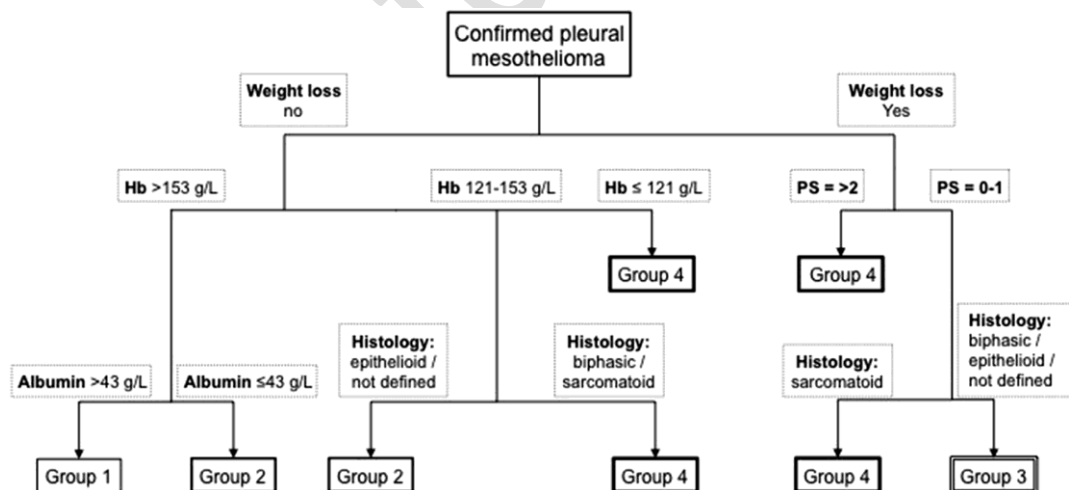 Confirmed pleural
mesothelioma
Weight loss
no
Weight loss
Yes
Hb >153 g/L
Hb 121-153 g/L
Hb ≤ 121 g/L
PS = >2
PS = 0-1
Group 4
Group 4
Albumin >43 g/L
Albumin ≤43 g/L
Histology:
epithelioid /
not defined
Histology:
biphasic /
sarcomatoid
Histology:
sarcomatoid
Histology:
biphasic /
epithelioid /
not defined
Group 1
Group 2
Group 2
Group 4
Group 4
Group 3